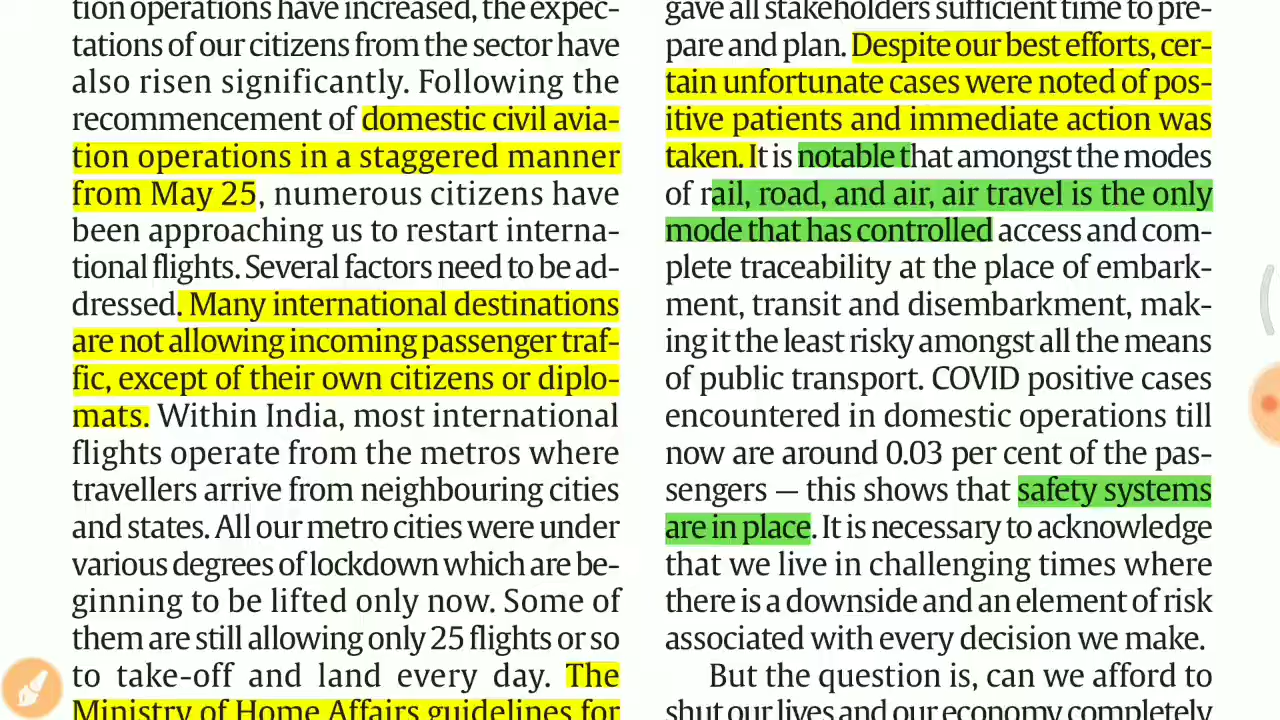 tion operations have increased, the expec-
tations of our citizens from the sector have
also risen significantly. Following the
recommencement of domestic civil avia-
tion operations in a staggered manner
from May 25, numerous citizens have
been approaching us to restart interna-
tional flights. Several factors need to be ad-
dressed. Many international destinations
are not allowing incoming passenger traf-
fic, except of their own citizens or diplo-
mats. Within India, most international
flights operate from the metros where
travellers arrive from neighbouring cities
and states. All our metro cities were under
various degrees of lockdown which are be-
ginning to be lifted only now. Some of
them are still allowing only 25 flights or so
to take-off and land every day. The
Ministry of Home Affairs guidelines for
gave all stakeholders sufficient time to pre-
pare and plan. Despite our best efforts, cer-
tain unfortunate cases were noted of pos-
itive patients and immediate action was
taken. It is notable that amongst the modes
of rail, road, and air, air travel is the only
mode that has controlled access and com-
plete traceability at the place of embark-
ment, transit and disembarkment, mak-
ing it the least risky amongst all the means
of public transport. COVID positive cases
encountered in domestic operations till
now are around 0.03 per cent of the pas-
sengers — this shows that safety systems
are in place. It is necessary to acknowledge
that we live in challenging times where
there is a downside and an element of risk
associated with every decision we make.
But the question is, can we afford to
shut our lives and our economy completely